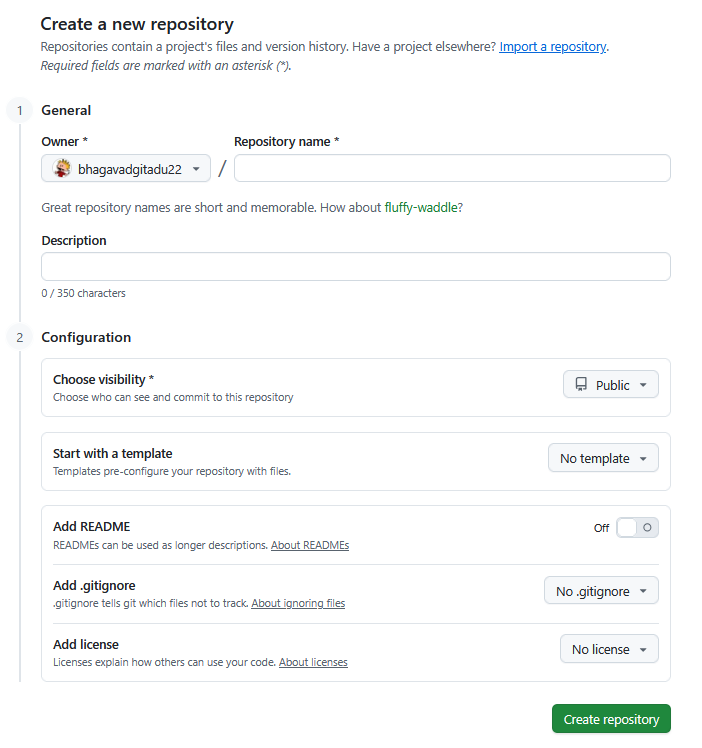 Create a new repository
Repositories contain a project's files and version history. Have a project elsewhere? Import a repository.
Required fields are marked with an asterisk (*).
1 General
Owner * Repository name *
bhagavadgitadu22 /
Great repository names are short and memorable. How about fluffy-waddle?
Description
0 / 350 characters
2 Configuration
Choose visibility *
Public
Choose who can see and commit to this repository
Start with a template
No template
Templates pre-configure your repository with files.
Add README
Off
READMEs can be used as longer descriptions. About READMEs
Add .gitignore
No .gitignore
.gitignore tells git which files not to track. About ignoring files
Add license
No license
Licenses explain how others can use your code. About licenses
Create repository